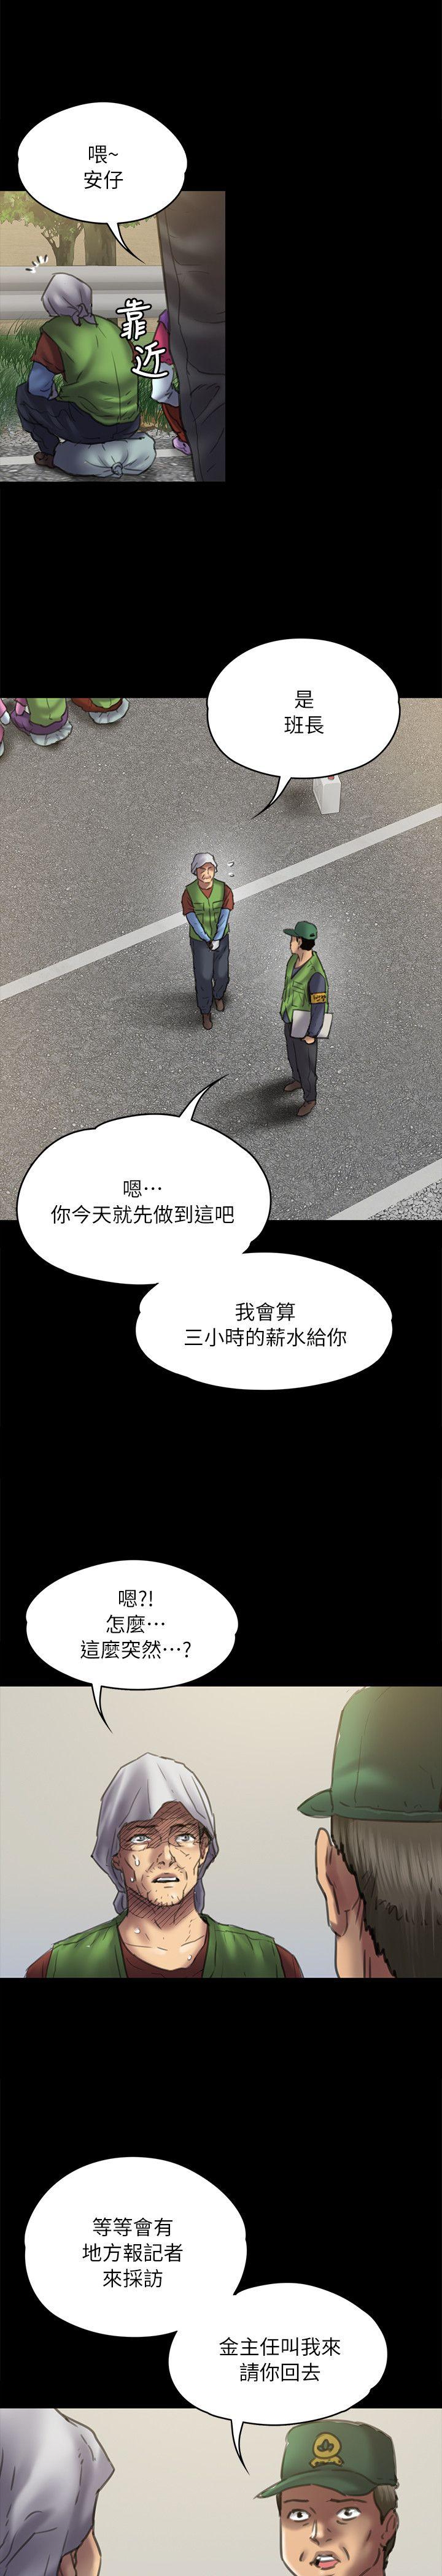 喂~
安仔
靠
近
是
班長
嗯⋯
你今天就先做到這吧
我會算
三小時的薪水給你
嗯?!
怎麼⋯
這麼突然⋯?
等等會有
地方報記者
來採訪
金主任叫我來
請你回去